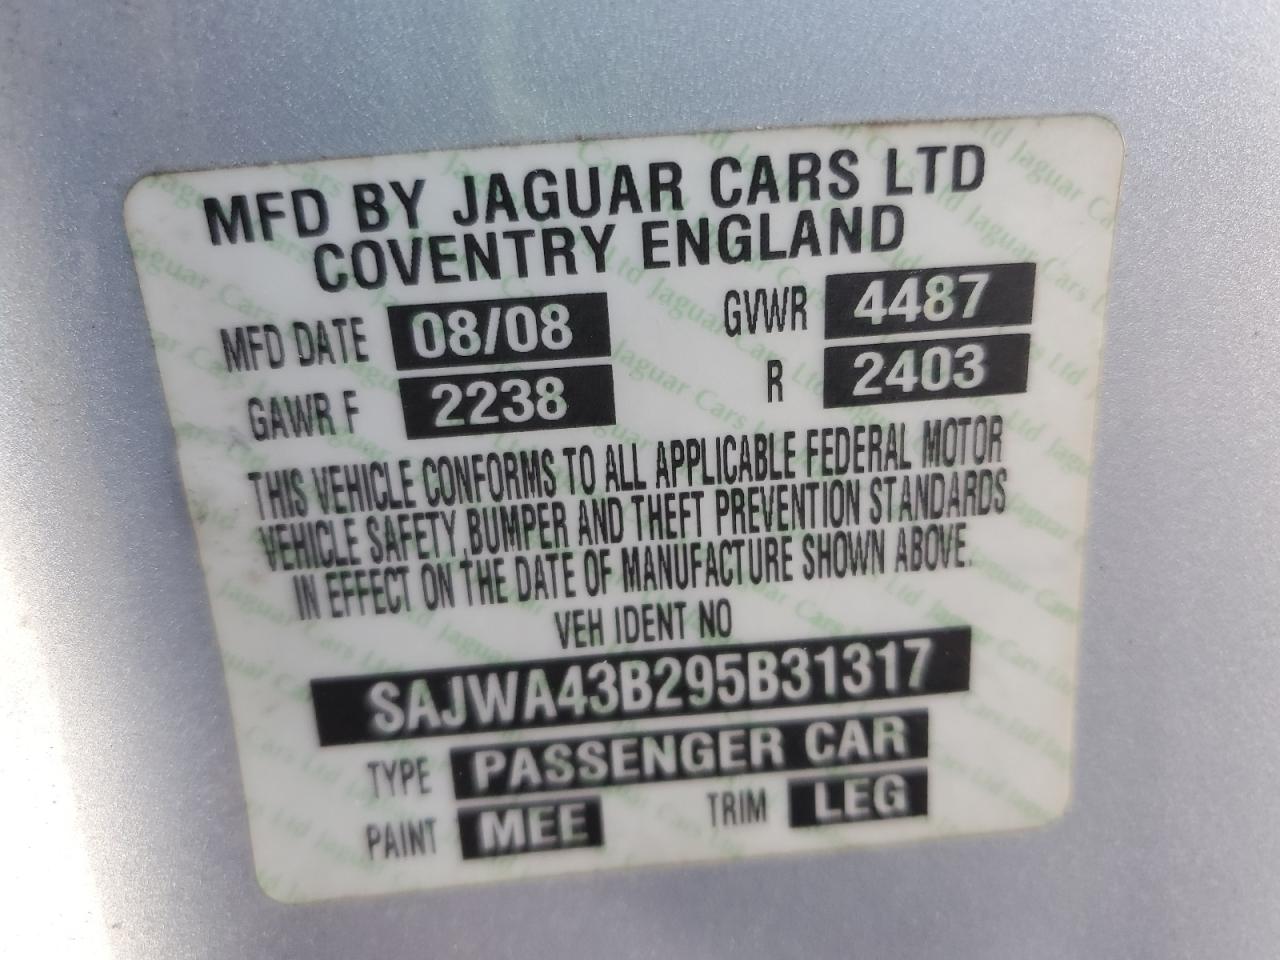 MFD BY JAGUAR CARS LTD
COVENTRY ENGLAND
MFD DATE 08/08 GVWR 4487
GAWR F 2238 R 2403
THIS VEHICLE CONFORMS TO ALL APPLICABLE FEDERAL MOTOR
VEHICLE SAFETY, BUMPER AND THEFT PREVENTION STANDARDS
IN EFFECT ON THE DATE OF MANUFACTURE SHOWN ABOVE.
VEH IDENT NO
SAJWA43B295B31317
TYPE PASSENGER CAR
PAINT MEE TRIM LEG